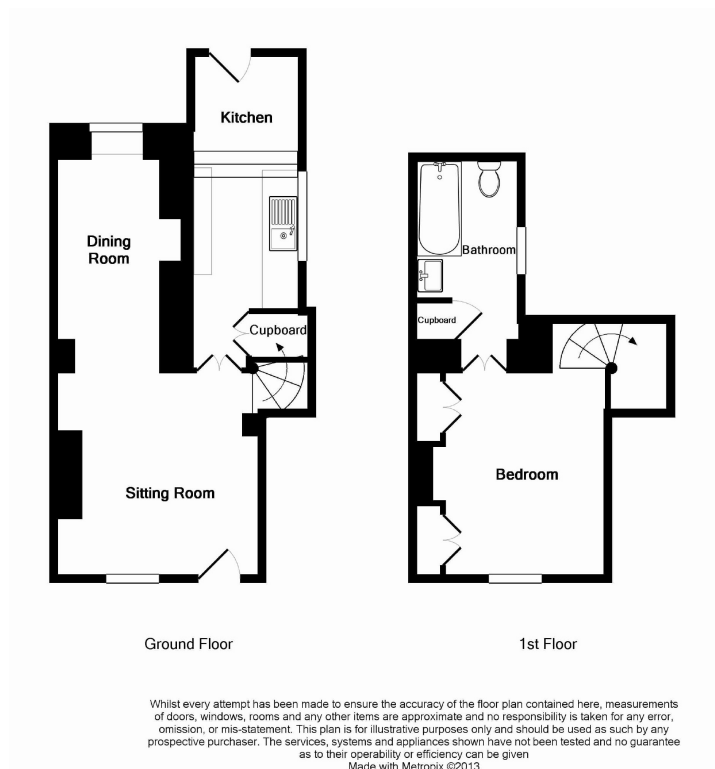 Kitchen
Dining
Room
Bathroom
Cupboard
Cupboard
Bedroom
Sitting Room
Ground Floor
1st Floor
Whilst every attempt has been made to ensure the accuracy of the floor plan contained here, measurements
of doors, windows, rooms and any other items are approximate and no responsibility is taken for any error,
omission, or mis-statement. This plan is for illustrative purposes only and should be used as such by any
prospective purchaser. The services, systems and appliances shown have not been tested and no guarantee
as to their operability or efficiency can be given
Made with Metropix ©2013